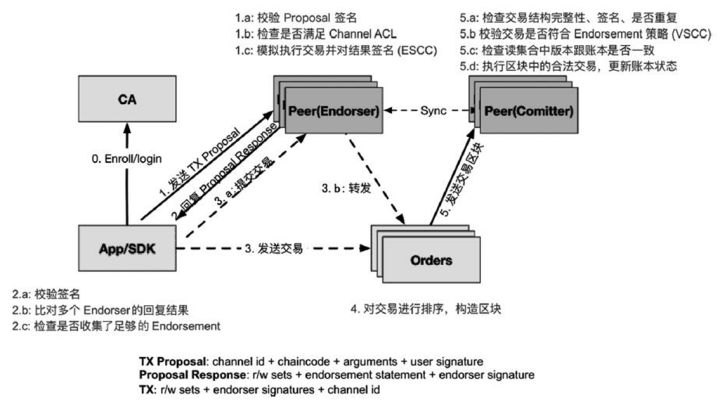 1.a: 校验 Proposal 签名
1.b: 检查是否满足 Channel ACL
1.c: 模拟执行交易并对结果签名 (ESCC)
5.a: 检查交易结构完整性、签名、是否重复
5.b 校验交易是否符合 Endorsement 策略 (VSCC)
5.c: 检查读集合中版本跟账本是否一致
5.d: 执行区块中的合法交易，更新账本状态
CA
Peer(Endorser)
Sync
Peer(Comitter)
0. Enroll/login
1. 发送 TX Proposal
2. 回复 Proposal Response
3. a: 提交交易
3. b: 转发
5. 发送交易区块
App/SDK
3. 发送交易
Orders
2.a: 校验签名
2.b: 比对多个 Endorser的回复结果
2.c: 检查是否收集了足够的 Endorsement
4. 对交易进行排序，构造区块
TX Proposal: channel id + chaincode + arguments + user signature
Proposal Response: r/w sets + endorsement statement + endorser signature
TX: r/w sets + endorser signatures + channel id